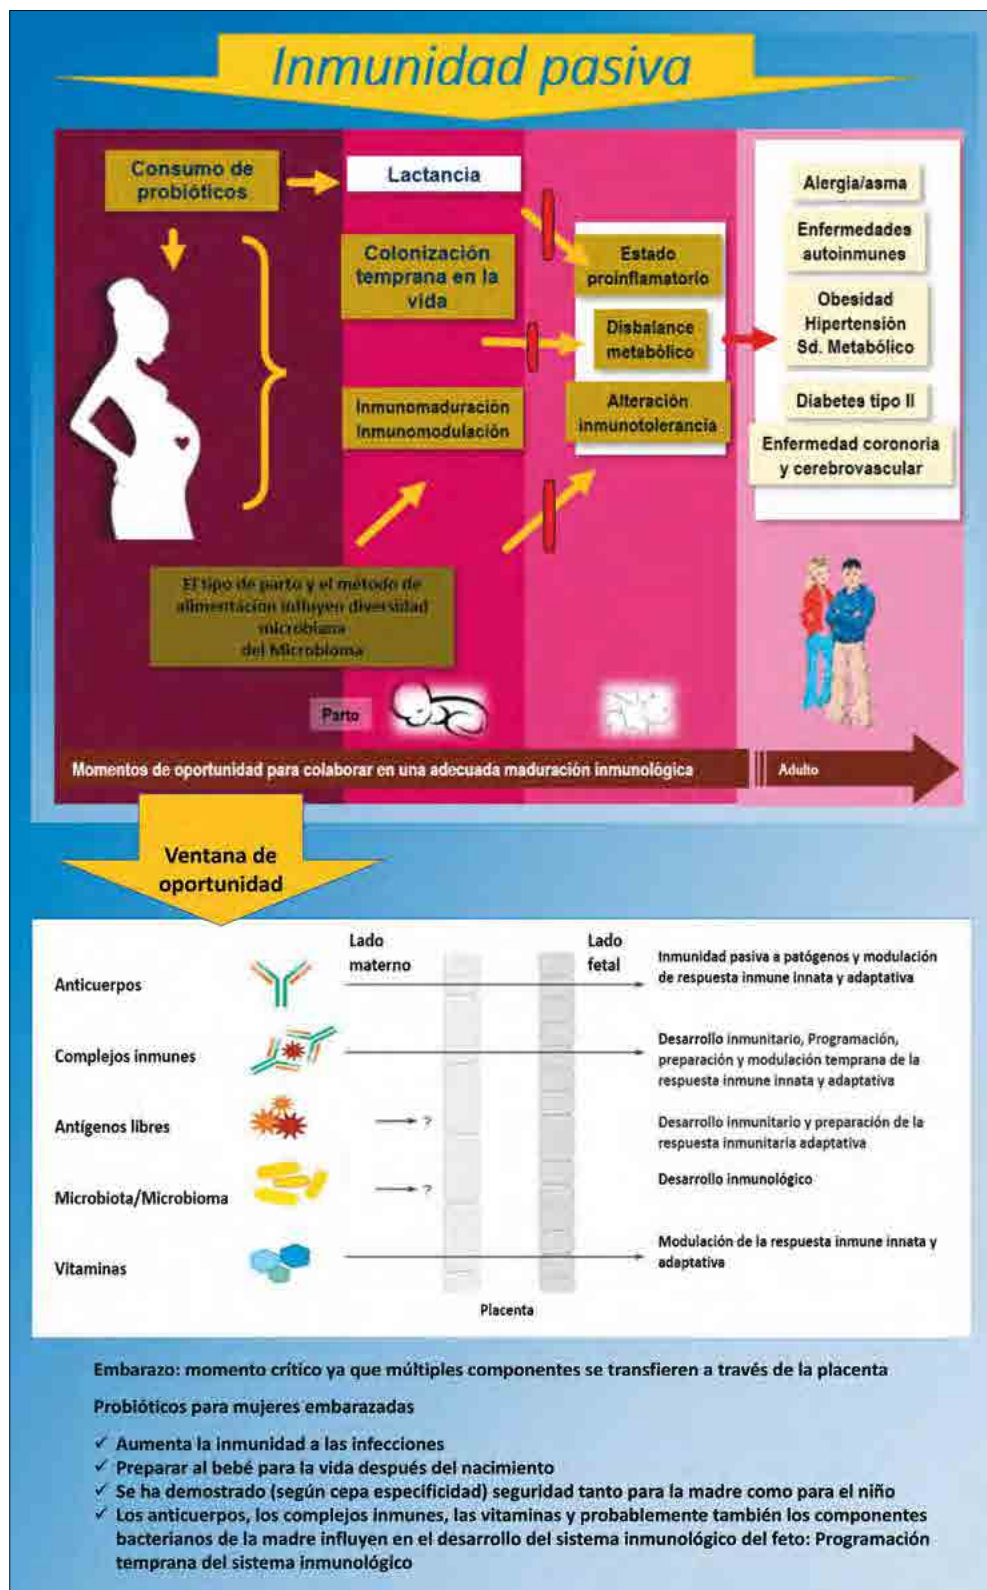 Inmunidad pasiva
Consumo de
probióticos
Lactancia
Colonización
temprana en la
vida
Inmunomaduración
Inmunomodulación
El tipo de parto y el método de
alimentación influyen diversidad
microbiana
del Microbioma
Estado
proinflamatorio
Disbalance
metabólico
Alteración
inmunotolerancia
Alergia/asma
Enfermedades
autoinmunes
Obesidad
Hipertensión
Sd. Metabólico
Diabetes tipo II
Enfermedad coronoria
y cerebrovascular
Parto
Momentos de oportunidad para colaborar en una adecuada maduración inmunológica
Adulto
Ventana de
oportunidad
Lado
materno
Lado
fetal
Anticuerpos
Inmunidad pasiva a patógenos y modulación
de respuesta inmune innata y adaptativa
Complejos inmunes
Desarrollo inmunitario, Programación,
preparación y modulación temprana de la
respuesta inmune innata y adaptativa
Antígenos libres
?
Desarrollo inmunitario y preparación de la
respuesta inmunitaria adaptativa
Microbiota/Microbioma
?
Desarrollo inmunológico
Vitaminas
Modulación de la respuesta inmune innata y
adaptativa
Placenta
Embarazo: momento crítico ya que múltiples componentes se transfieren a través de la placenta
Probióticos para mujeres embarazadas
✓ Aumenta la inmunidad a las infecciones
✓ Preparar al bebé para la vida después del nacimiento
✓ Se ha demostrado (según cepa especificidad) seguridad tanto para la madre como para el niño
✓ Los anticuerpos, los complejos inmunes, las vitaminas y probablemente también los componentes
bacterianos de la madre influyen en el desarrollo del sistema inmunológico del feto: Programación
temprana del sistema inmunológico